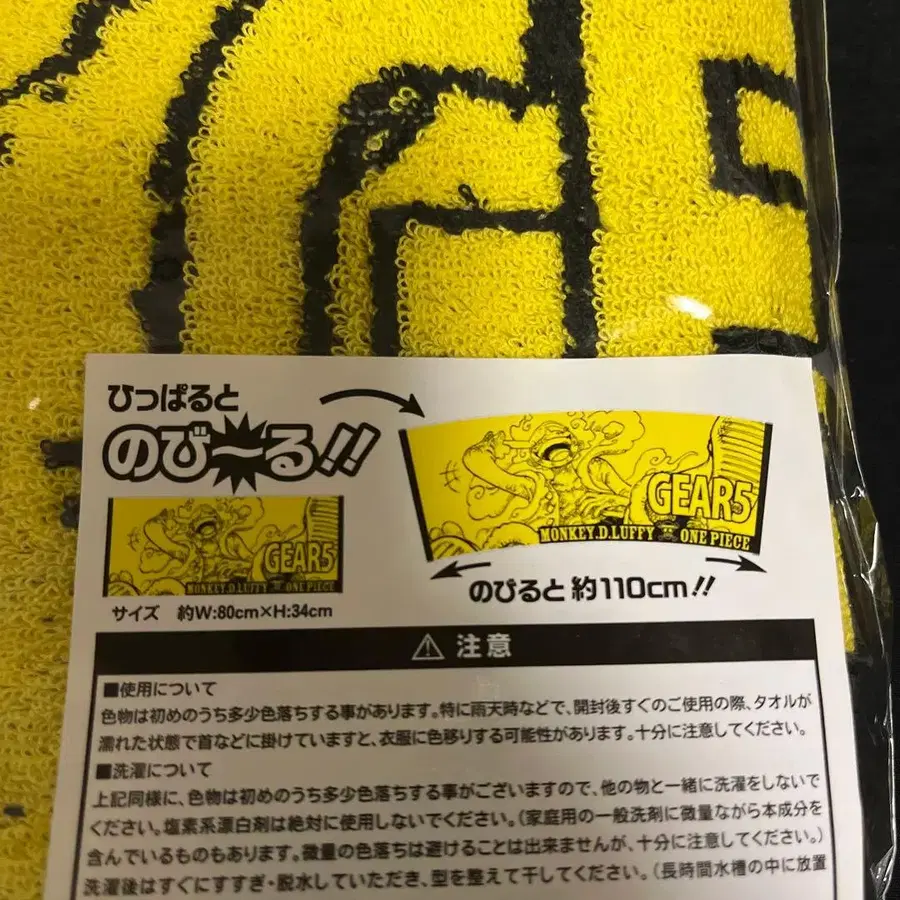 ひっぱると
のび〜る!!
GEAR5
MONKEY.D.LUFFY ONE PIECE
サイズ 約W:80cm×H:34cm
GEAR5
MONKEY.D.LUFFY ONE PIECE
のびると 約110cm!!
⚠ 注意
■使用について
色物は初めのうち多少色落ちする事があります。特に雨天時などで、開封後すぐのご使用の際、タオルが
濡れた状態で首などに掛けていますと、衣服に色移りする可能性があります。十分に注意してください。
■洗濯について
上記同様に、色物は初めのうち多少色落ちする事がございますので、他の物と一緒に洗濯をしないで
ください。塩素系漂白剤は絶対に使用しないでください。(家庭用の一般洗剤に微量ながら本成分を
含んでいるものもあります。微量の色落ちは避けることは出来ませんが、十分に注意してください。)
洗濯後はすぐにすすぎ・脱水していただき、型を整えて干してください。(長時間水槽の中に放置